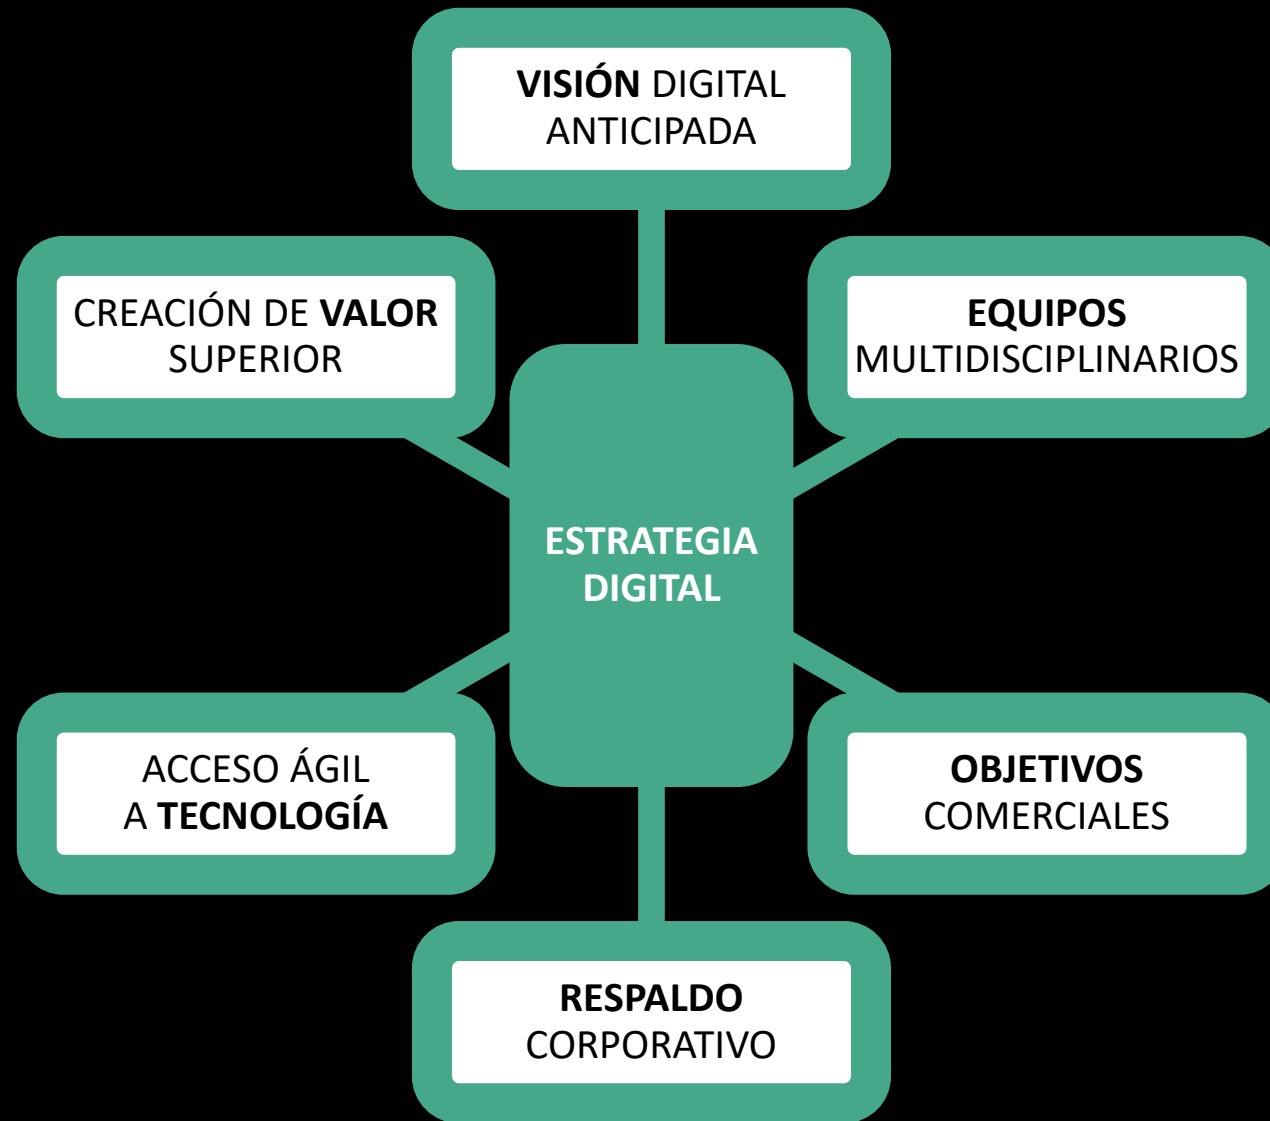 VISIÓN DIGITAL
ANTICIPADA
CREACIÓN DE VALOR
SUPERIOR
EQUIPOS
MULTIDISCIPLINARIOS
ESTRATEGIA
DIGITAL
ACCESO ÁGIL
A TECNOLOGÍA
OBJETIVOS
COMERCIALES
RESPALDO
CORPORATIVO